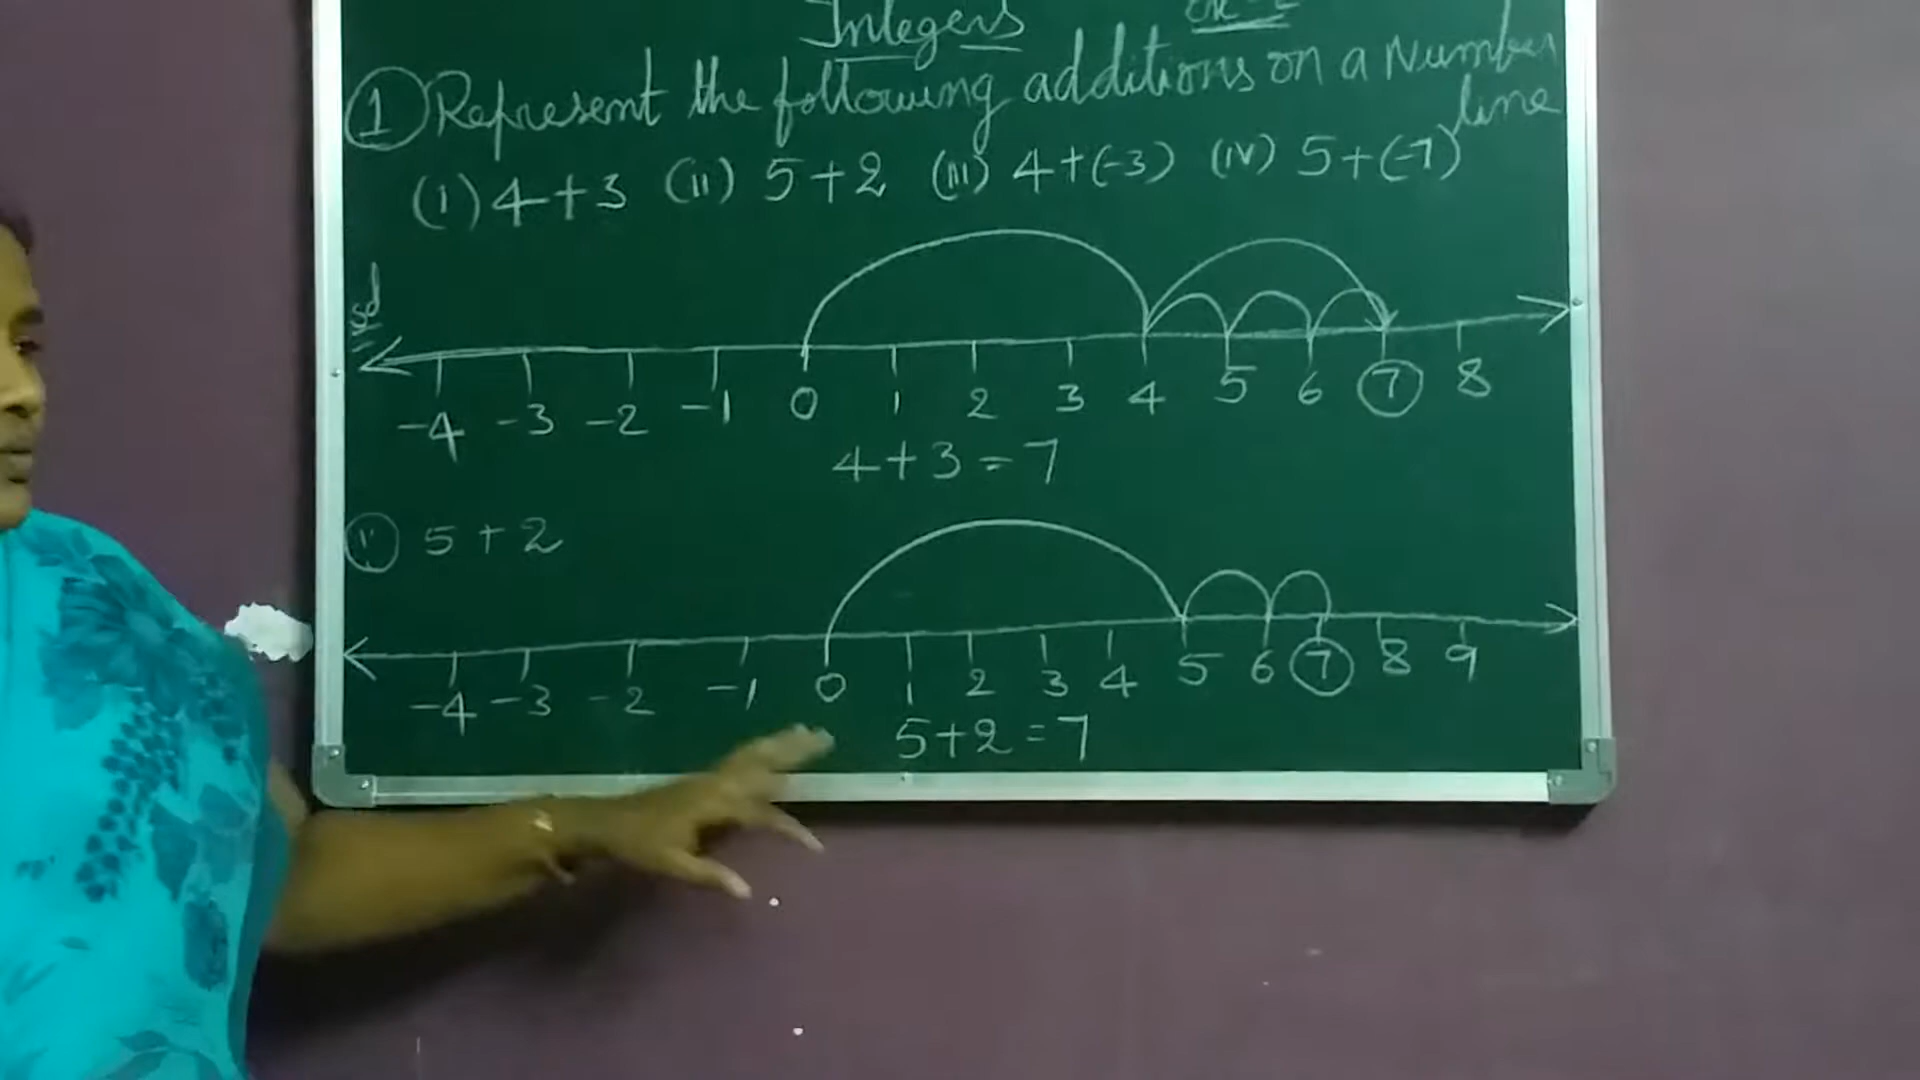 Integers
① Represent the following additions on a Number line
(i) 4+3 (ii) 5+2 (iii) 4+(-3) (iv) 5+(-7)
-4 -3 -2 -1 0 1 2 3 4 5 6 7 8
4+3=7
(ii) 5+2
-4 -3 -2 -1 0 1 2 3 4 5 6 7 8 9
5+2=7